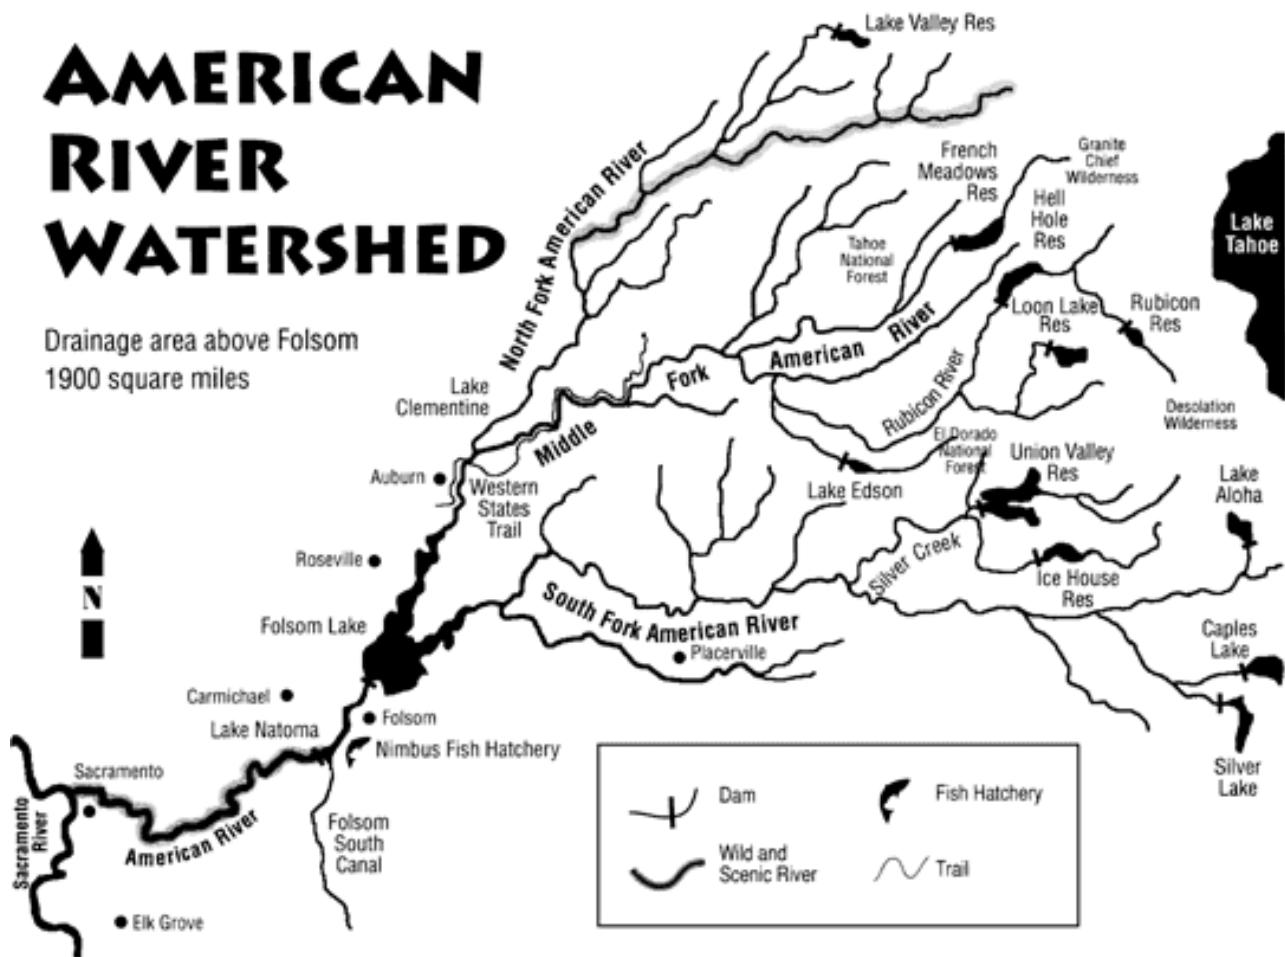 AMERICAN
RIVER
WATERSHED
Drainage area above Folsom
1900 square miles
Lake Valley Res
North Fork American River
French
Meadows
Res
Granite
Chief
Wilderness
Hell
Hole
Res
Lake
Tahoe
Tahoe
National
Forest
Loon Lake
Res
Rubicon
Res
Lake
Clementine
Middle
Fork
American
River
Rubicon River
Desolation
Wilderness
El Dorado
National
Forest
Union Valley
Res
Lake
Aloha
Auburn
Western
States
Trail
Lake Edson
Roseville
Silver Creek
Ice House
Res
South Fork American River
Folsom Lake
Placerville
Caples
Lake
Carmichael
Folsom
Lake Natoma
Nimbus Fish Hatchery
Silver
Lake
Sacramento
Sacramento
River
American River
Folsom
South
Canal
Elk Grove
N
Dam
Fish Hatchery
Wild and
Scenic River
Trail